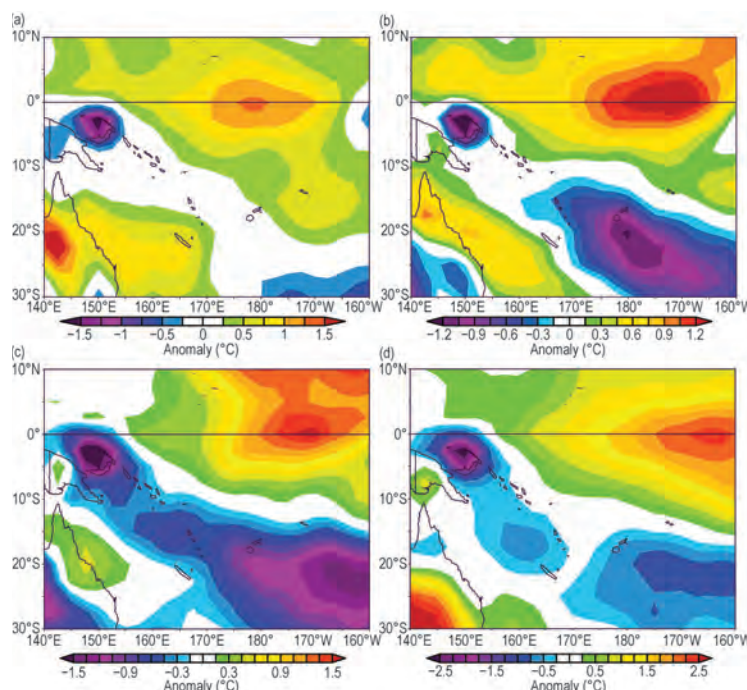 (a)
(b)
10°N
0°
10°S
20°S
30°S
140°E
150°E
160°E
170°E
180°
170°W
160°W
10°N
0°
10°S
20°S
30°S
140°E
150°E
160°E
170°E
180°
170°W
160°W
−1.5 −1 −0.5 0 0.5 1 1.5
Anomaly (°C)
−1.2 −0.9 −0.6 −0.3 0 0.3 0.6 0.9 1.2
Anomaly (°C)
(c)
(d)
10°N
0°
10°S
20°S
30°S
140°E
150°E
160°E
170°E
180°
170°W
160°W
10°N
0°
10°S
20°S
30°S
140°E
150°E
160°E
170°E
180°
170°W
160°W
−1.5 −0.9 −0.3 0.3 0.9 1.5
Anomaly (°C)
−2.5 −1.5 −0.5 0.5 1.5 2.5
Anomaly (°C)